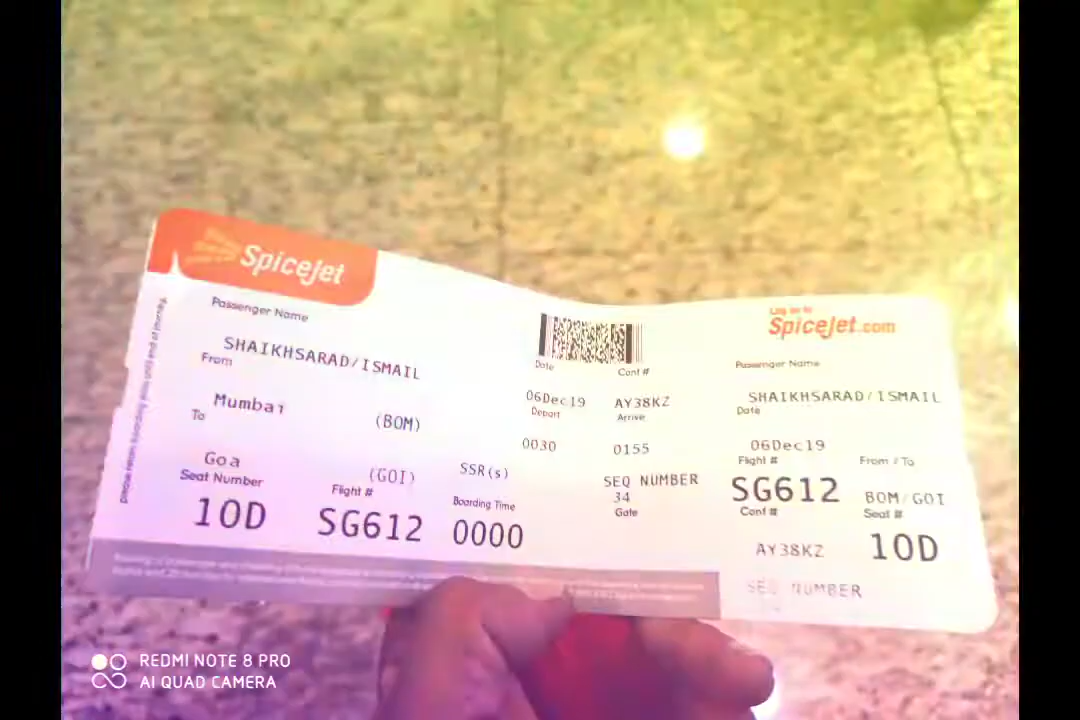 SpiceJet
Passenger Name
SHAIKHSARAD/ISMAIL
From
Mumbai (BOM)
To
Goa (GOI)
Seat Number Flight # Boarding Time
10D SG612 0000
SSR(s)
Date Conf #
06Dec19 AY38KZ
Depart Arrive
0030 0155
SEQ NUMBER
34
Gate
Log on to
SpiceJet.com
Passenger Name
SHAIKHSARAD/ISMAIL
Date
06Dec19
Flight # From / To
SG612 BOM/GOI
Conf # Seat #
AY38KZ 10D
SEQ NUMBER
REDMI NOTE 8 PRO
AI QUAD CAMERA